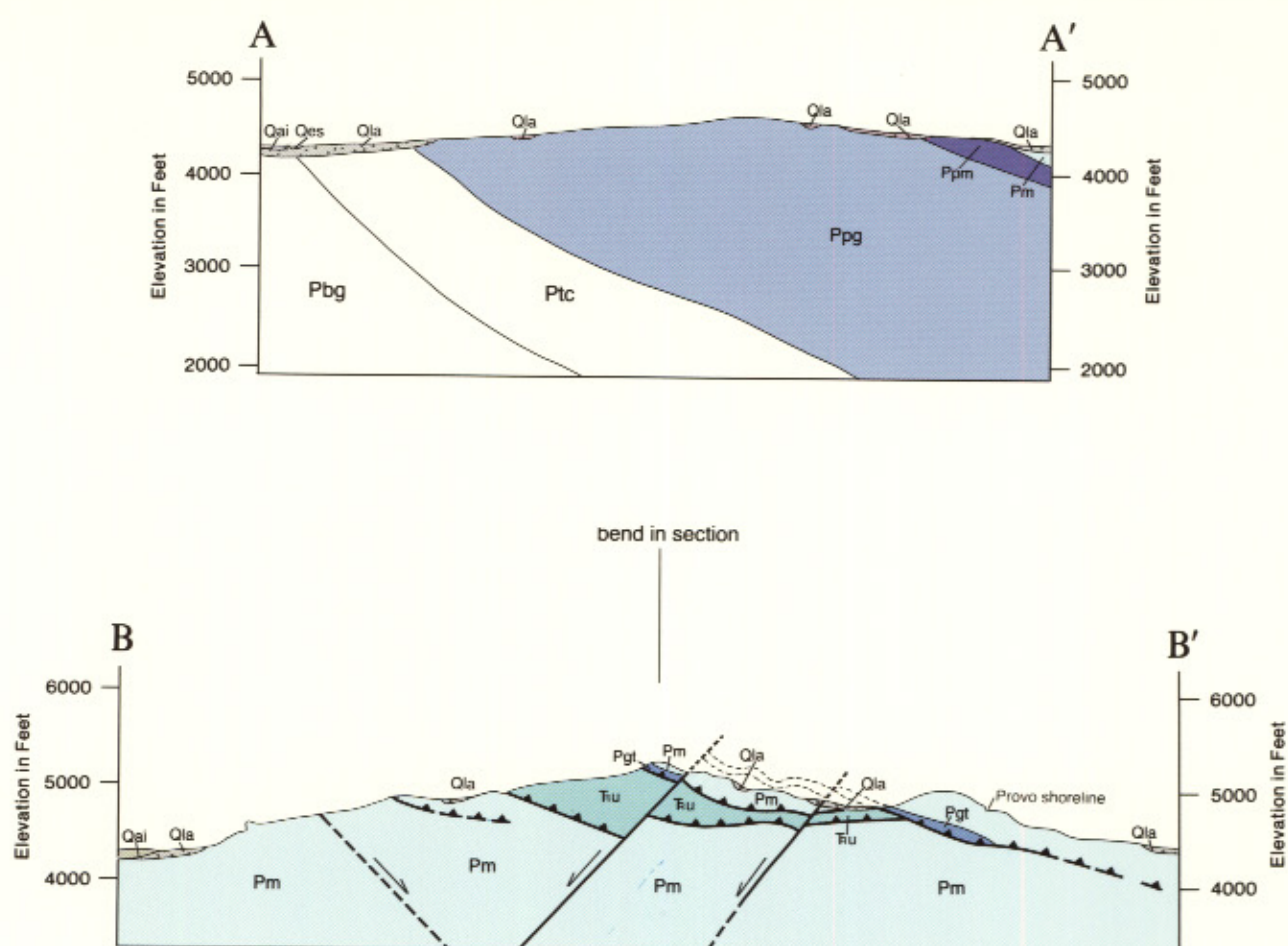 A
A′
5000
5000
Qla
Qla
Qla
Qai Qes
Qla
Qla
4000
4000
Ppm
Pm
Ppg
Elevation in Feet
Elevation in Feet
3000
3000
Pbg
Ptc
2000
2000
bend in section
B
B′
6000
6000
Pgt
Pm
Qla
5000
Qla
Qla
5000
Pm
Provo shoreline
Elevation in Feet
Elevation in Feet
Qai
Qla
Pgt
Qla
Pm
4000
Pm
Pm
Pm
4000